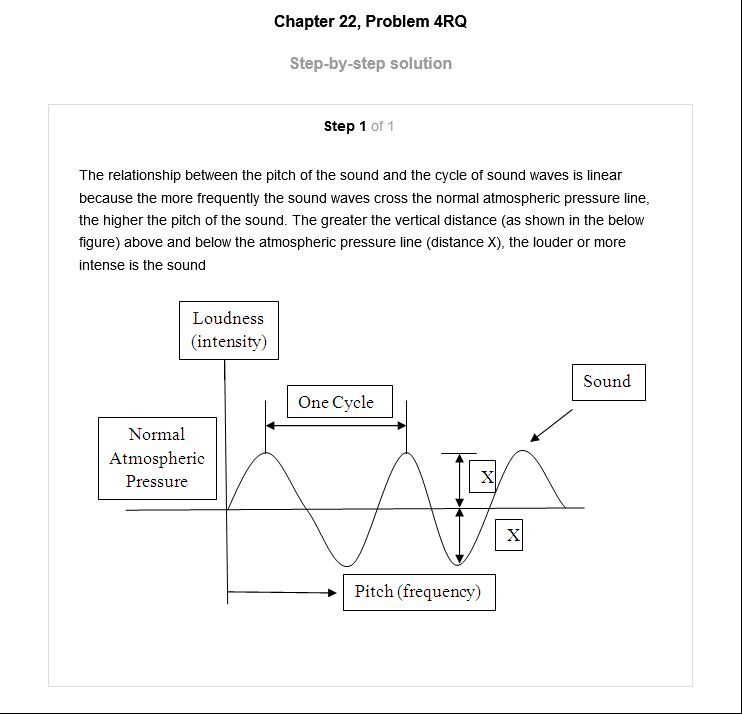 Chapter 22, Problem 4RQ
Step-by-step solution
Step 1 of 1
The relationship between the pitch of the sound and the cycle of sound waves is linear
because the more frequently the sound waves cross the normal atmospheric pressure line,
the higher the pitch of the sound. The greater the vertical distance (as shown in the below
figure) above and below the atmospheric pressure line (distance X), the louder or more
intense is the sound
Loudness
(intensity)
Sound
One Cycle
Normal
Atmospheric
Pressure
X
X
Pitch (frequency)